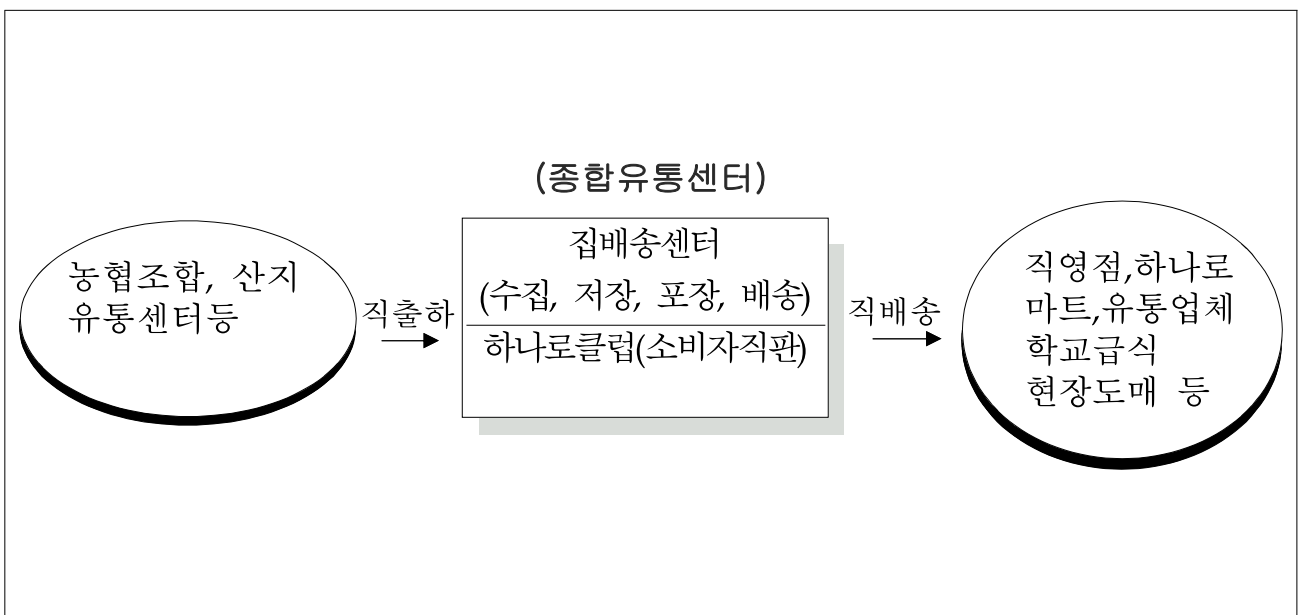 (종합유통센터)
농협조합, 산지
유통센터등
직출하
집배송센터
(수집, 저장, 포장, 배송)
하나로클럽(소비자직판)
직배송
직영점,하나로
마트,유통업체
학교급식
현장도매 등